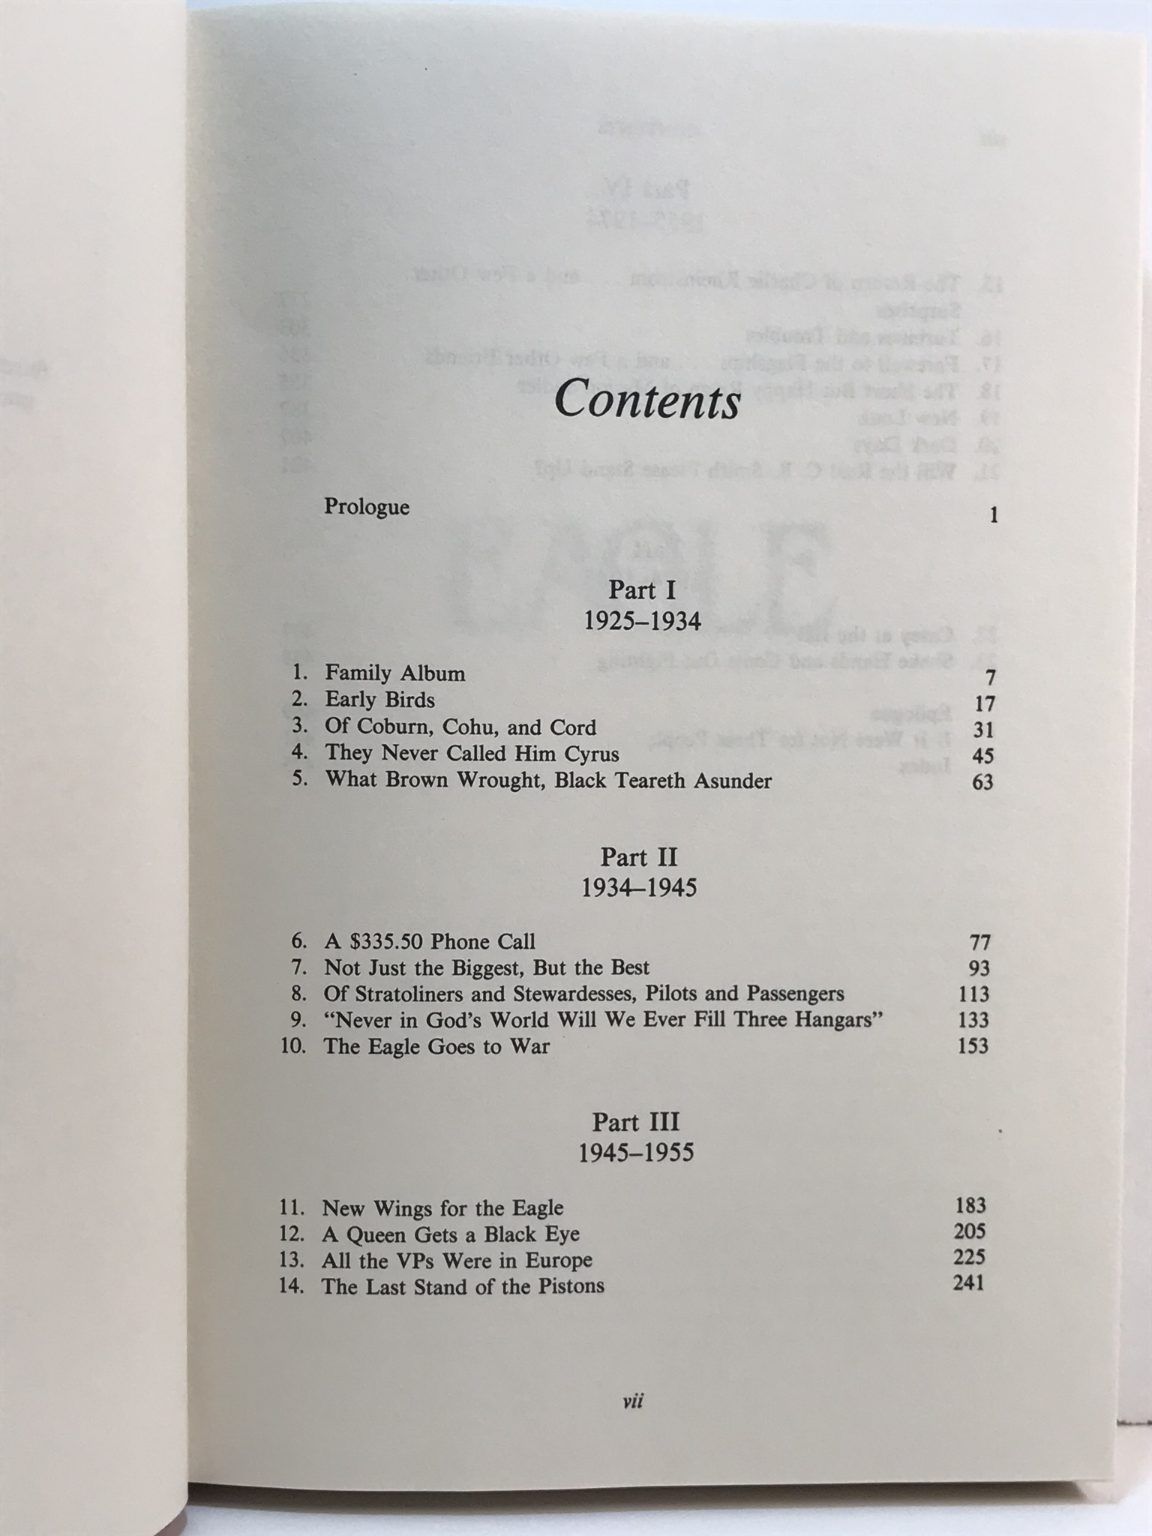 Contents
Prologue 1
Part I
1925–1934
1. Family Album 7
2. Early Birds 17
3. Of Coburn, Cohu, and Cord 31
4. They Never Called Him Cyrus 45
5. What Brown Wrought, Black Teareth Asunder 63
Part II
1934–1945
6. A $335.50 Phone Call 77
7. Not Just the Biggest, But the Best 93
8. Of Stratoliners and Stewardesses, Pilots and Passengers 113
9. “Never in God’s World Will We Ever Fill Three Hangars” 133
10. The Eagle Goes to War 153
Part III
1945–1955
11. New Wings for the Eagle 183
12. A Queen Gets a Black Eye 205
13. All the VPs Were in Europe 225
14. The Last Stand of the Pistons 241
vii